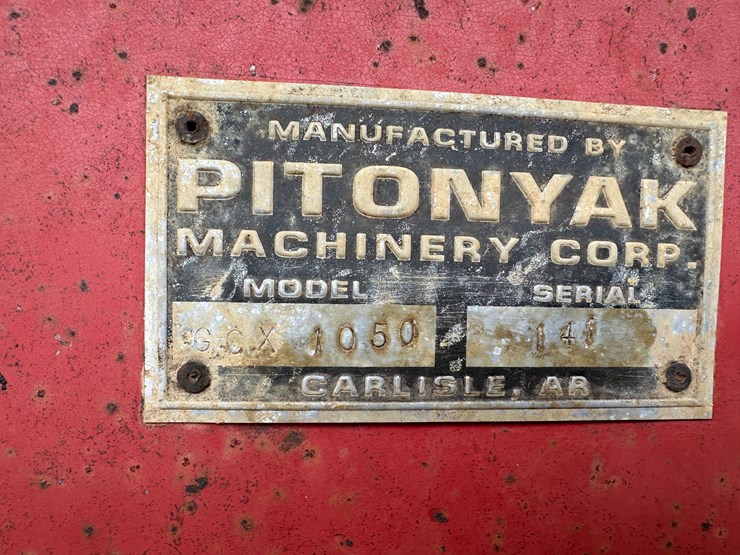 MANUFACTURED BY
PITONYAK
MACHINERY CORP.
MODEL SERIAL
G.C.X 1050 141
CARLISLE, AR